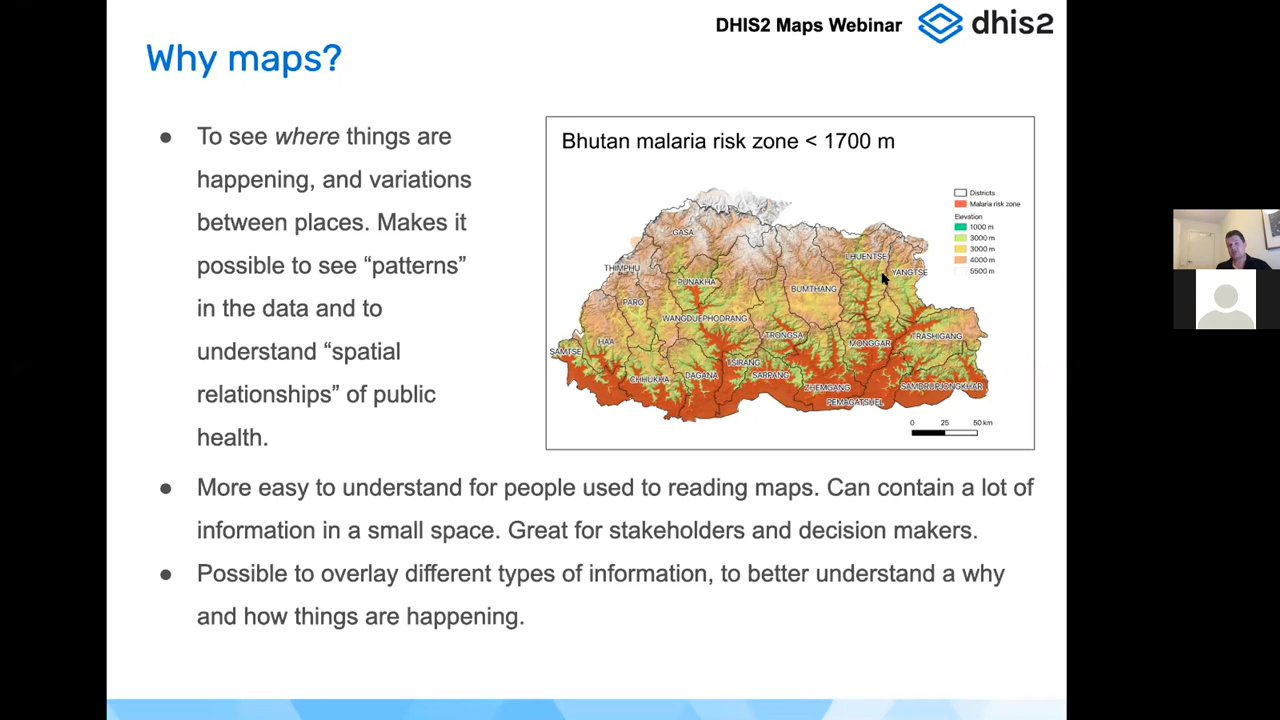 DHIS2 Maps Webinar
dhis2
Why maps?
● To see where things are
happening, and variations
between places. Makes it
possible to see “patterns”
in the data and to
understand “spatial
relationships” of public
health.
Bhutan malaria risk zone < 1700 m
Districts
Malaria risk zone
Elevation
1000 m
3000 m
3000 m
4000 m
5500 m
GASA
THIMPHU
LHUENTSE
YANGTSE
PUNAKHA
BUMTHANG
PARO
WANGDUEPHODRANG
TRONGSA
TRASHIGANG
HAA
MONGGAR
SAMTSE
TSIRANG
CHHUKHA
DAGANA
SARPANG
ZHEMGANG
SAMDRUPJONGKHAR
PEMAGATSHEL
0 25 50 km
● More easy to understand for people used to reading maps. Can contain a lot of
information in a small space. Great for stakeholders and decision makers.
● Possible to overlay different types of information, to better understand a why
and how things are happening.